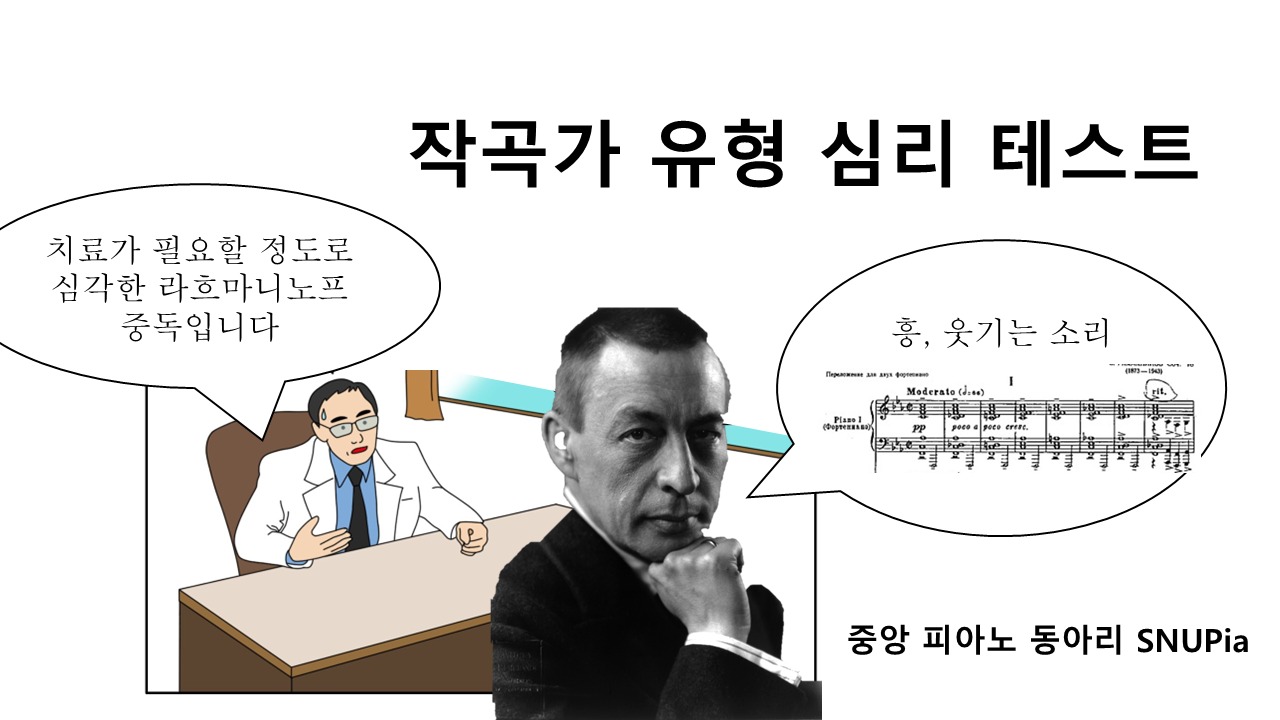 작곡가 유형 심리 테스트
치료가 필요할 정도로
심각한 라흐마니노프
중독입니다
흥, 웃기는 소리
(1873—1943)
Переложение для двух фортепиано
I
Moderato (♩=66)
rit.
Piano I
(Фортепиано)
pp poco a poco cresc.
P
중앙 피아노 동아리 SNUPia